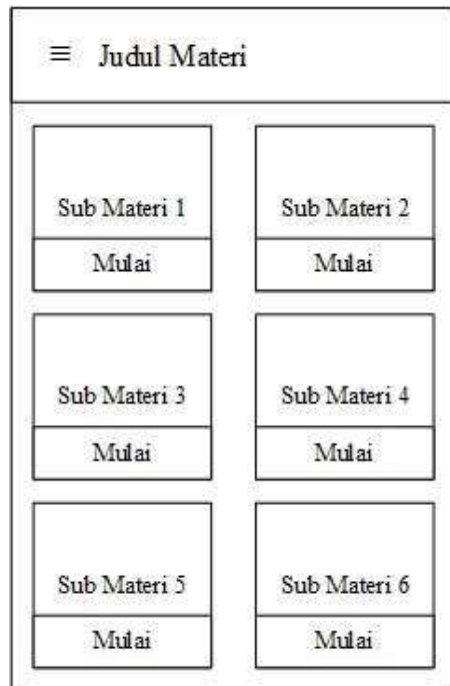 ≡ Judul Materi
Sub Materi 1
Mulai
Sub Materi 2
Mulai
Sub Materi 3
Mulai
Sub Materi 4
Mulai
Sub Materi 5
Mulai
Sub Materi 6
Mulai